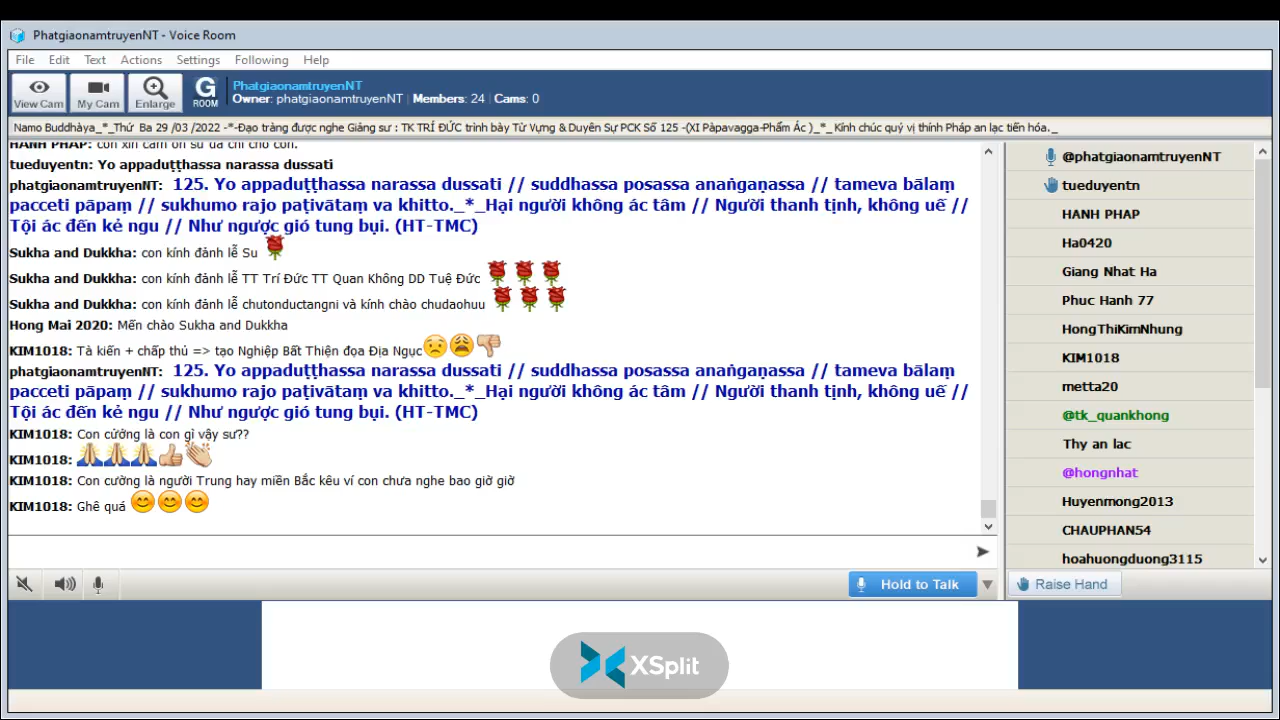 PhatgiaonamtruyenNT - Voice Room
File Edit Text Actions Settings Following Help
View Cam My Cam Enlarge G ROOM
PhatgiaonamtruyenNT
Owner: phatgiaonamtruyenNT | Members: 24 | Cams: 0
Namo Buddhàya_*_Thứ Ba 29 /03 /2022 -*-Đạo tràng được nghe Giảng sư : TK TRÍ ĐỨC trình bày Từ Vựng & Duyên Sự PCK Số 125 -(XI Pàpavagga-Phẩm Ác )_*_ Kính chúc quý vị thính Pháp an lạc tiến hóa._
HANH PHAP: con xin cám ơn sư đã chỉ cho con.
tueduyentn: Yo appaduṭṭhassa narassa dussati
phatgiaonamtruyenNT: 125. Yo appaduṭṭhassa narassa dussati // suddhassa posassa anaṅgaṇassa // tameva bālaṃ
pacceti pāpaṃ // sukhumo rajo paṭivātaṃ va khitto._*_Hại người không ác tâm // Người thanh tịnh, không uế //
Tội ác đến kẻ ngu // Như ngược gió tung bụi. (HT-TMC)
Sukha and Dukkha: con kính đảnh lễ Su
Sukha and Dukkha: con kính đảnh lễ TT Trí Đức TT Quan Không DD Tuệ Đức
Sukha and Dukkha: con kính đảnh lễ chutonductangni và kính chào chudaohuu
Hong Mai 2020: Mến chào Sukha and Dukkha
KIM1018: Tà kiến + chấp thủ => tạo Nghiệp Bất Thiện đọa Địa Ngục
phatgiaonamtruyenNT: 125. Yo appaduṭṭhassa narassa dussati // suddhassa posassa anaṅgaṇassa // tameva bālaṃ
pacceti pāpaṃ // sukhumo rajo paṭivātaṃ va khitto._*_Hại người không ác tâm // Người thanh tịnh, không uế //
Tội ác đến kẻ ngu // Như ngược gió tung bụi. (HT-TMC)
KIM1018: Con cưởng là con gì vậy sư??
KIM1018:
KIM1018: Con cường là người Trung hay miền Bắc kêu ví con chưa nghe bao giờ giờ
KIM1018: Ghê quá
@phatgiaonamtruyenNT
tueduyentn
HANH PHAP
Ha0420
Giang Nhat Ha
Phuc Hanh 77
HongThiKimNhung
KIM1018
metta20
@tk_quankhong
Thy an lac
@hongnhat
Huyenmong2013
CHAUPHAN54
hoahuongduong3115
Hold to Talk
Raise Hand
XSplit